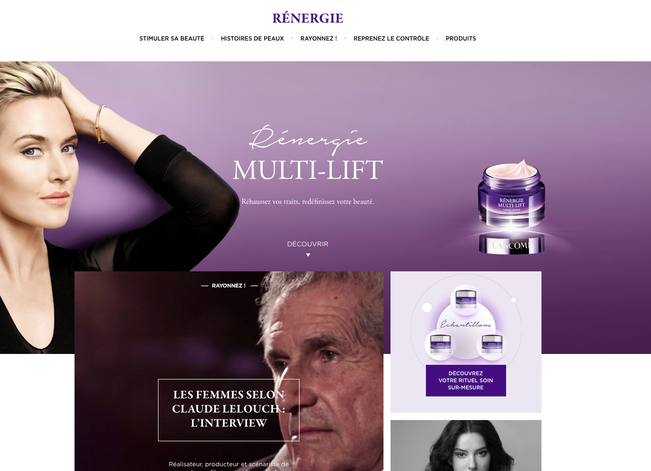 RÉNERGIE
STIMULER SA BEAUTÉ
HISTOIRES DE PEAUX
RAYONNEZ !
REPRENEZ LE CONTRÔLE
PRODUITS
Rénergie
MULTI-LIFT
Réhaussez vos traits, redéfinissez votre beauté.
DÉCOUVRIR
RÉNERGIE
MULTI-LIFT
LANCÔME
RAYONNEZ !
LES FEMMES SELON
CLAUDE LELOUCH :
L'INTERVIEW
Réalisateur, producteur et scénariste de
Échantillons
DÉCOUVREZ
VOTRE RITUEL SOIN
SUR-MESURE